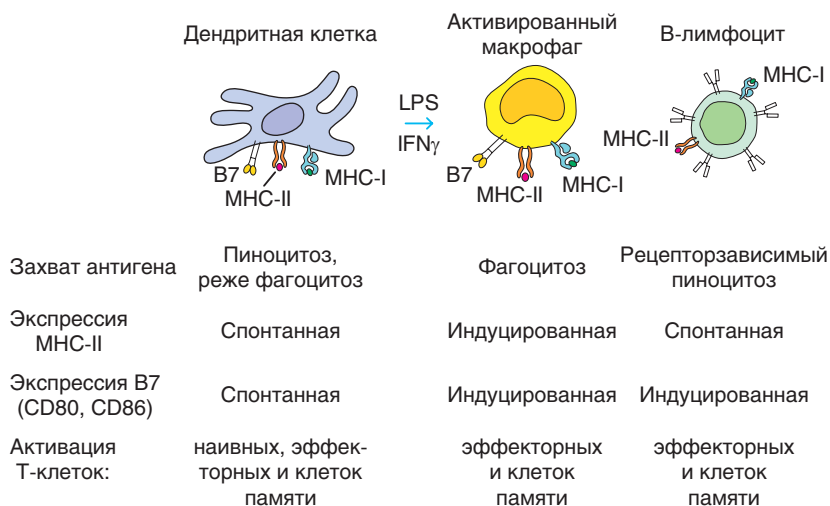 Дендритная клетка
Активированный
макрофаг
В-лимфоцит
LPS
IFNγ
B7
MHC-II
MHC-I
B7
MHC-II
MHC-I
MHC-I
MHC-II
Захват антигена
Пиноцитоз,
реже фагоцитоз
Фагоцитоз
Рецепторзависимый
пиноцитоз
Экспрессия
MHC-II
Спонтанная
Индуцированная
Спонтанная
Экспрессия B7
(CD80, CD86)
Спонтанная
Индуцированная
Индуцированная
Активация
Т-клеток:
наивных, эффек-
торных и клеток
памяти
эффекторных
и клеток
памяти
эффекторных
и клеток
памяти